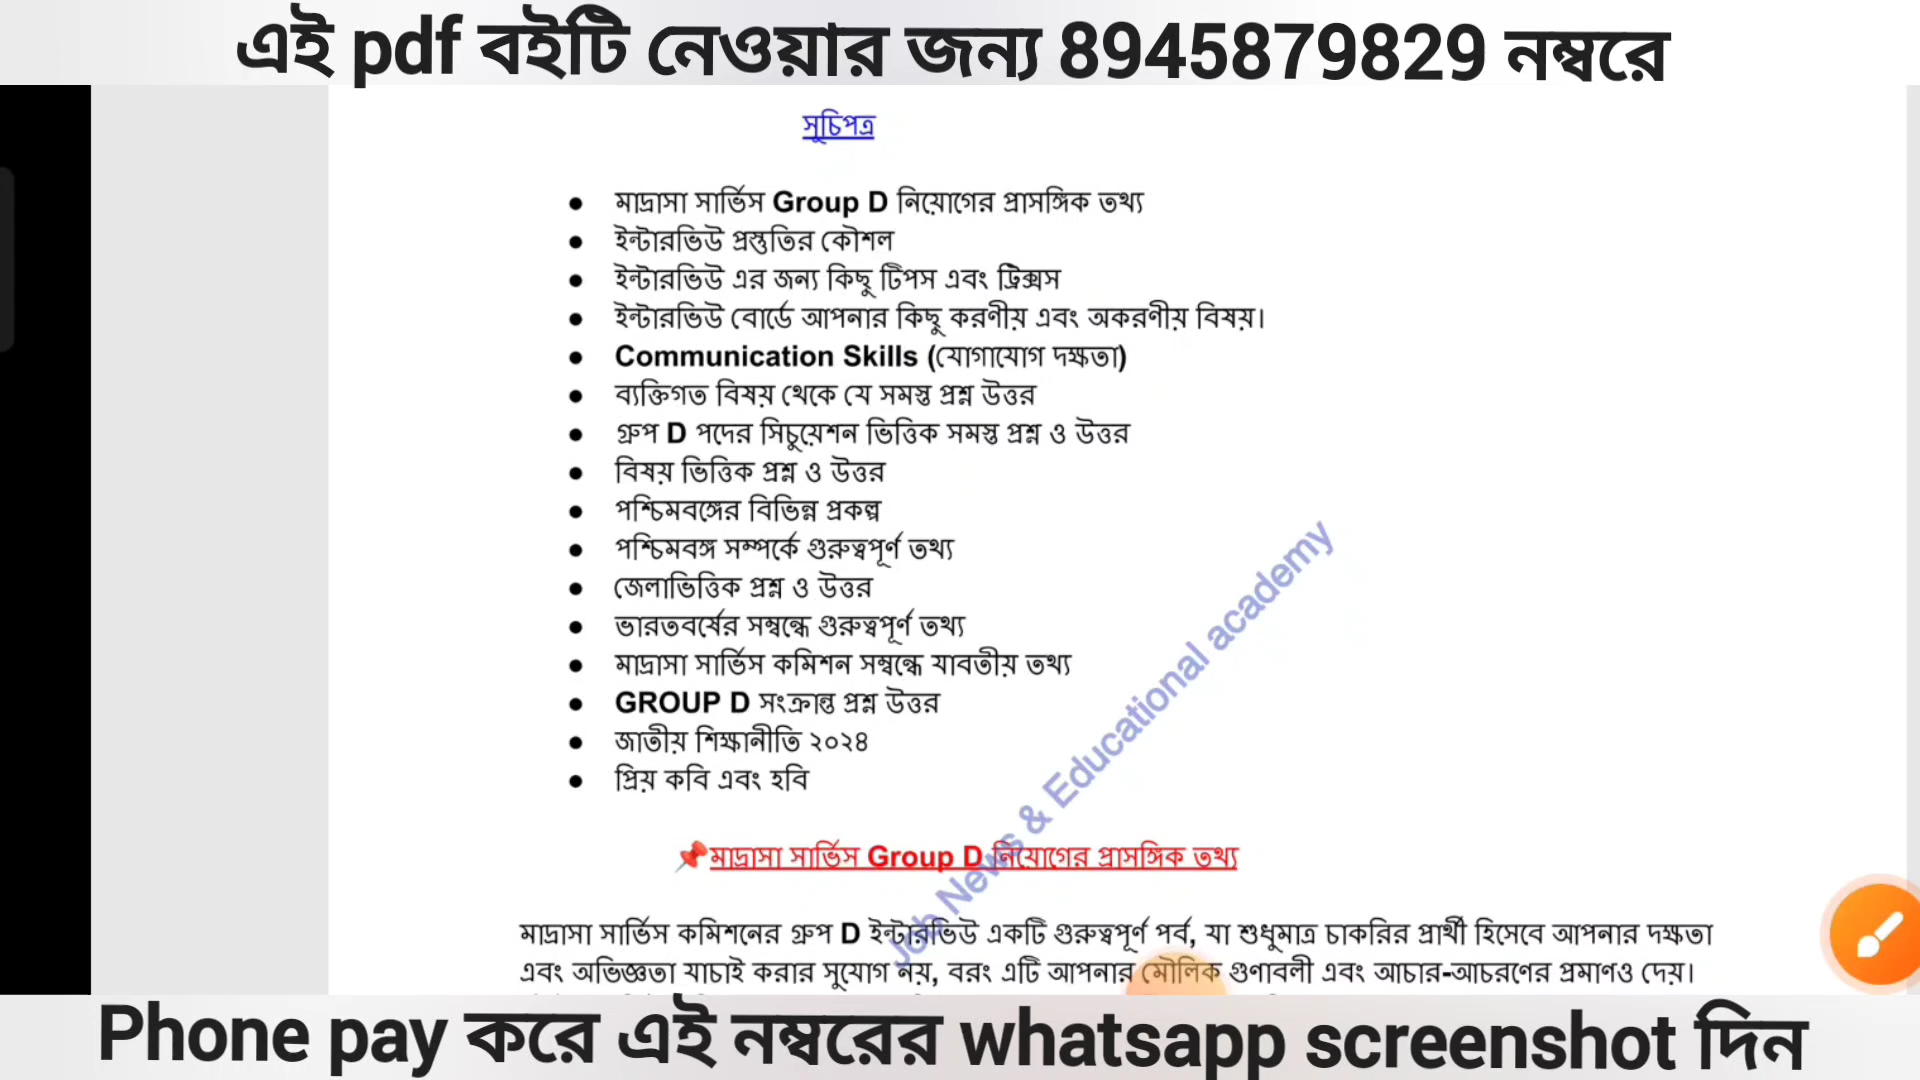 এই pdf বইটি নেওয়ার জন্য 8945879829 নম্বরে
সুচিপত্র
● মাদ্রাসা সার্ভিস Group D নিয়োগের প্রাসঙ্গিক তথ্য
● ইন্টারভিউ প্রস্তুতির কৌশল
● ইন্টারভিউ এর জন্য কিছু টিপস এবং ট্রিক্সস
● ইন্টারভিউ বোর্ডে আপনার কিছু করণীয় এবং অকরণীয় বিষয়।
● Communication Skills (যোগাযোগ দক্ষতা)
● ব্যক্তিগত বিষয় থেকে যে সমস্ত প্রশ্ন উত্তর
● গ্রুপ D পদের সিচুয়েশন ভিত্তিক সমস্ত প্রশ্ন ও উত্তর
● বিষয় ভিত্তিক প্রশ্ন ও উত্তর
● পশ্চিমবঙ্গের বিভিন্ন প্রকল্প
● পশ্চিমবঙ্গ সম্পর্কে গুরুত্বপূর্ণ তথ্য
● জেলাভিত্তিক প্রশ্ন ও উত্তর
● ভারতবর্ষের সম্বন্ধে গুরুত্বপূর্ণ তথ্য
● মাদ্রাসা সার্ভিস কমিশন সম্বন্ধে যাবতীয় তথ্য
● GROUP D সংক্রান্ত প্রশ্ন উত্তর
● জাতীয় শিক্ষানীতি ২০২৪
● প্রিয় কবি এবং হবি
Job News & Educational academy
📌মাদ্রাসা সার্ভিস Group D নিয়োগের প্রাসঙ্গিক তথ্য
মাদ্রাসা সার্ভিস কমিশনের গ্রুপ D ইন্টারভিউ একটি গুরুত্বপূর্ণ পর্ব, যা শুধুমাত্র চাকরির প্রার্থী হিসেবে আপনার দক্ষতা
এবং অভিজ্ঞতা যাচাই করার সুযোগ নয়, বরং এটি আপনার মৌলিক গুণাবলী এবং আচার-আচরণের প্রমাণও দেয়।
Phone pay করে এই নম্বরের whatsapp screenshot দিন